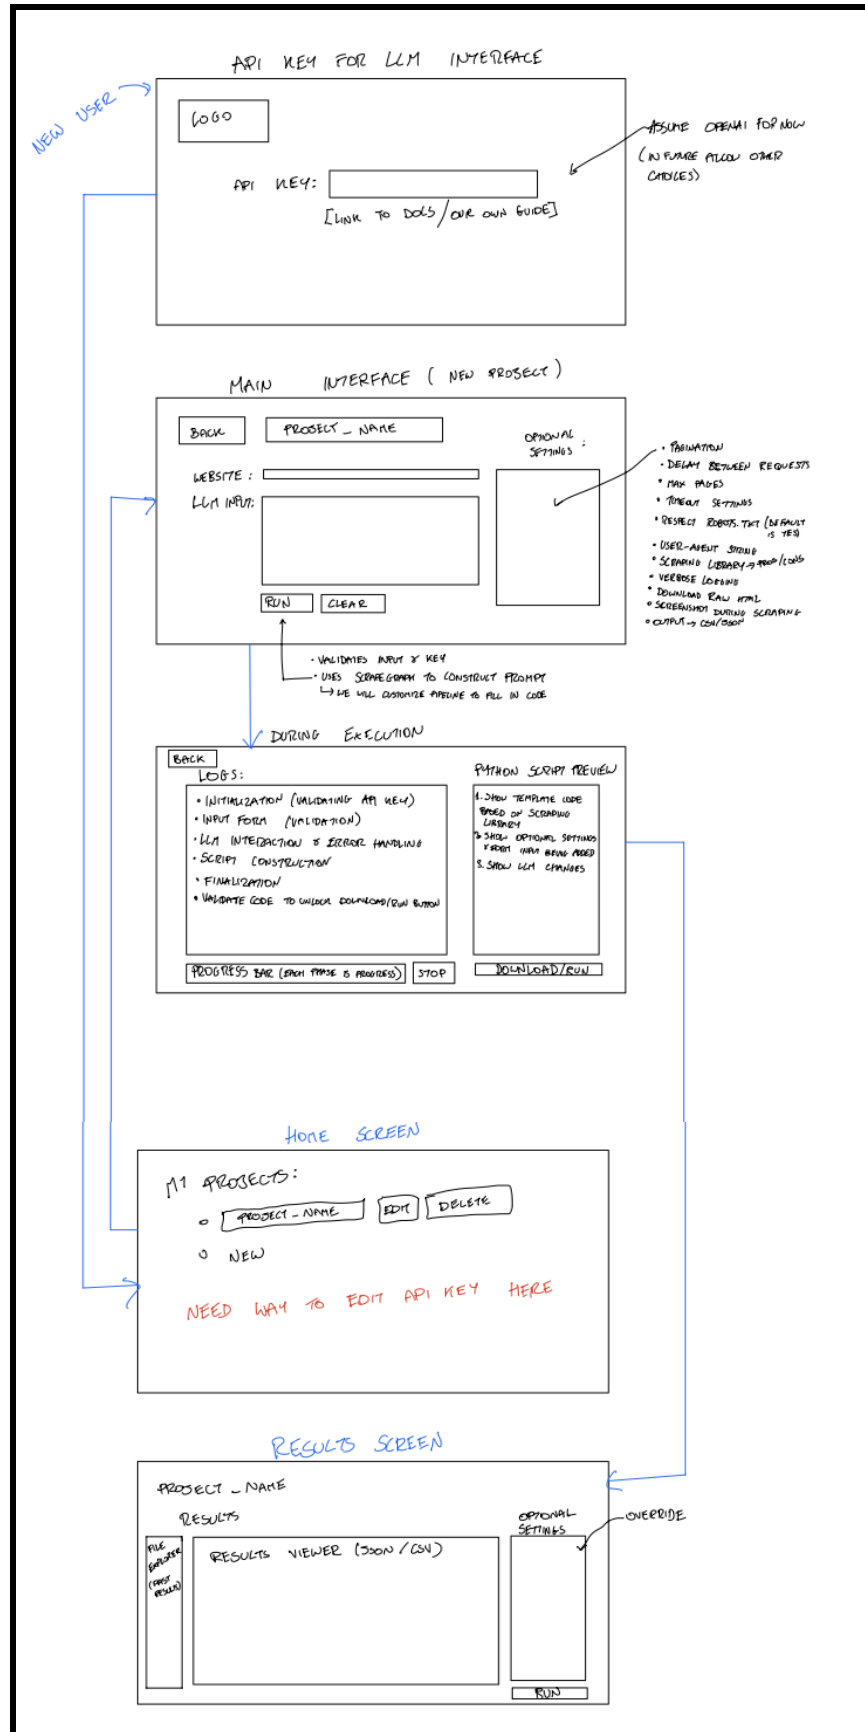 API KEY FOR LLM INTERFACE
NEW USER
LOGO
API KEY:
[LINK TO DOCS/OUR OWN GUIDE]
ASSUME OPENAI FOR NOW
(IN FUTURE ALLOW OTHER
CHOICES)
MAIN INTERFACE (NEW PROJECT)
BACK
PROJECT_NAME
WEBSITE:
LLM INPUT:
RUN
CLEAR
OPTIONAL
SETTINGS:
• PAGINATION
• DELAY BETWEEN REQUESTS
• MAX PAGES
• TIMEOUT SETTINGS
• RESPECT ROBOTS.TXT (DEFAULT
IS YES)
• USER-AGENT STRING
• SCRAPING LIBRARY → PROS/CONS
• VERBOSE LOGGING
• DOWNLOAD RAW HTML
• SCREENSHOT DURING SCRAPING
• OUTPUT → CSV/JSON
• VALIDATES INPUT & KEY
• USES SCRAPEGRAPH TO CONSTRUCT PROMPT
↳ WE WILL CUSTOMIZE PIPELINE TO FILL IN CODE
DURING EXECUTION
BACK
LOGS:
• INITIALIZATION (VALIDATING API KEY)
• INPUT FORM (VALIDATION)
• LLM INTERACTION & ERROR HANDLING
• SCRIPT CONSTRUCTION
• FINALIZATION
• VALIDATE CODE TO UNLOCK DOWNLOAD/RUN BUTTON
PROGRESS BAR (EACH PHASE IS PROGRESS)
STOP
PYTHON SCRIPT PREVIEW
1. SHOW TEMPLATE CODE
BASED ON SCRAPING
LIBRARY
2. SHOW OPTIONAL SETTINGS
& FORM INPUT BEING ADDED
3. SHOW LLM CHANGES
DOWNLOAD/RUN
HOME SCREEN
MY PROJECTS:
PROJECT_NAME
EDIT
DELETE
NEW
NEED WAY TO EDIT API KEY HERE
RESULTS SCREEN
PROJECT_NAME
RESULTS
FILE
EXPLORER
(PAST
RESULTS)
RESULTS VIEWER (JSON/CSV)
OPTIONAL
SETTINGS
OVERRIDE
RUN